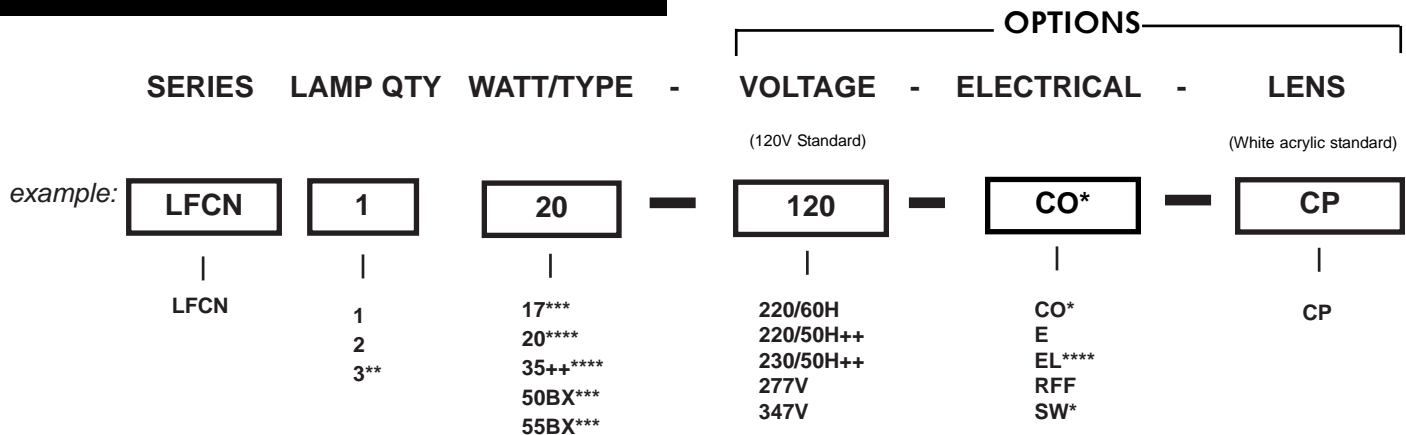 OPTIONS
SERIES LAMP QTY WATT/TYPE - VOLTAGE - ELECTRICAL - LENS
(120V Standard) (White acrylic standard)
example: LFCN 1 20 — 120 — CO* — CP
LFCN 1 17*** 220/60H CO* CP
2 20**** 220/50H++ E
3** 35++**** 230/50H++ EL****
50BX*** 277V RFF
55BX*** 347V SW*